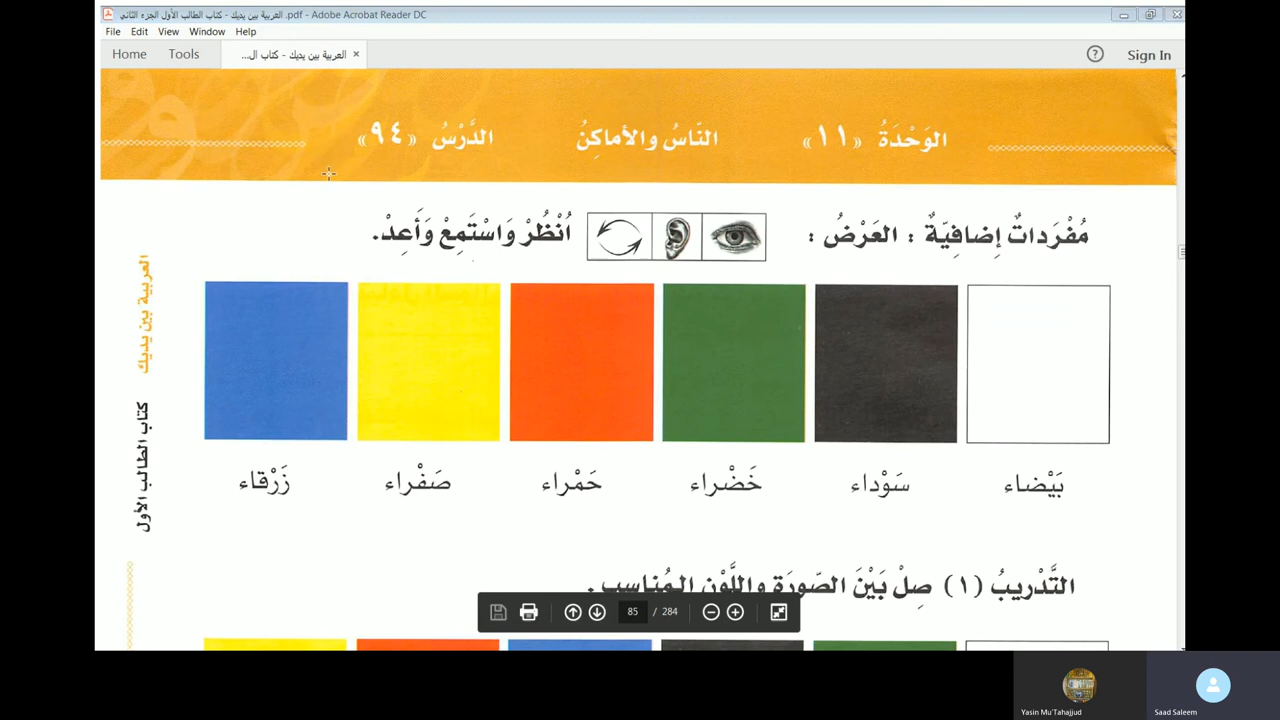 العربية بين يديك - كتاب الطالب الأول الجزء الثاني .pdf - Adobe Acrobat Reader DC
File Edit View Window Help
Home Tools العربية بين يديك - كتاب ال... × ? Sign In
الوَحْدَةُ «١١» النّاسُ والأماكِنُ الدَّرْسُ «٩٤»
مُفْرَداتٌ إضافِيّةٌ : العَرْضُ : اُنْظُرْ وَاسْتَمِعْ وَأَعِدْ.
بَيْضاء سَوْداء خَضْراء حَمْراء صَفْراء زَرْقاء
العربية بين يديك كتاب الطالب الأول
التَّدْريبُ (١) صِلْ بَيْنَ الصّورَةِ واللَّوْنِ المُناسِبِ.
85 / 284
Yasin Mu'Tahajjud
Saad Saleem